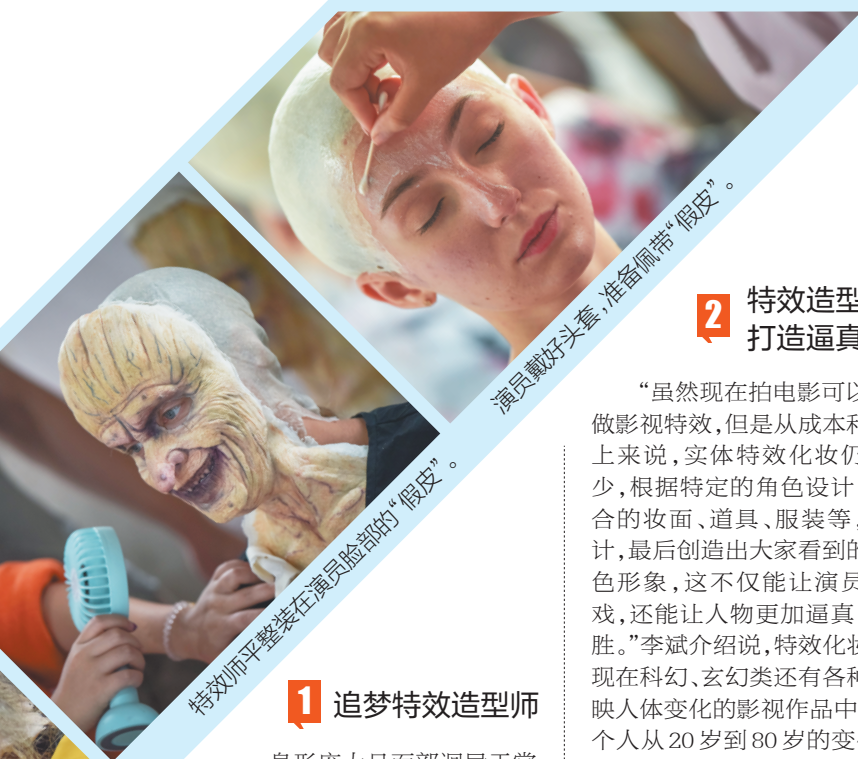 演员戴好头套,准备佩带“假皮”。
特效师平整装在演员脸部的“假皮”。
1 追梦特效造型师
2 特效造型
打造逼真
“虽然现在拍电影可以
做影视特效,但是从成本和
上来说,实体特效化妆仍
少,根据特定的角色设计
合的妆面、道具、服装等,
计,最后创造出大家看到的
色形象,这不仅能让演员
戏,还能让人物更加逼真
胜。”李斌介绍说,特效化妆
现在科幻、玄幻类还有各种
映人体变化的影视作品中
个人从20岁到80岁的变